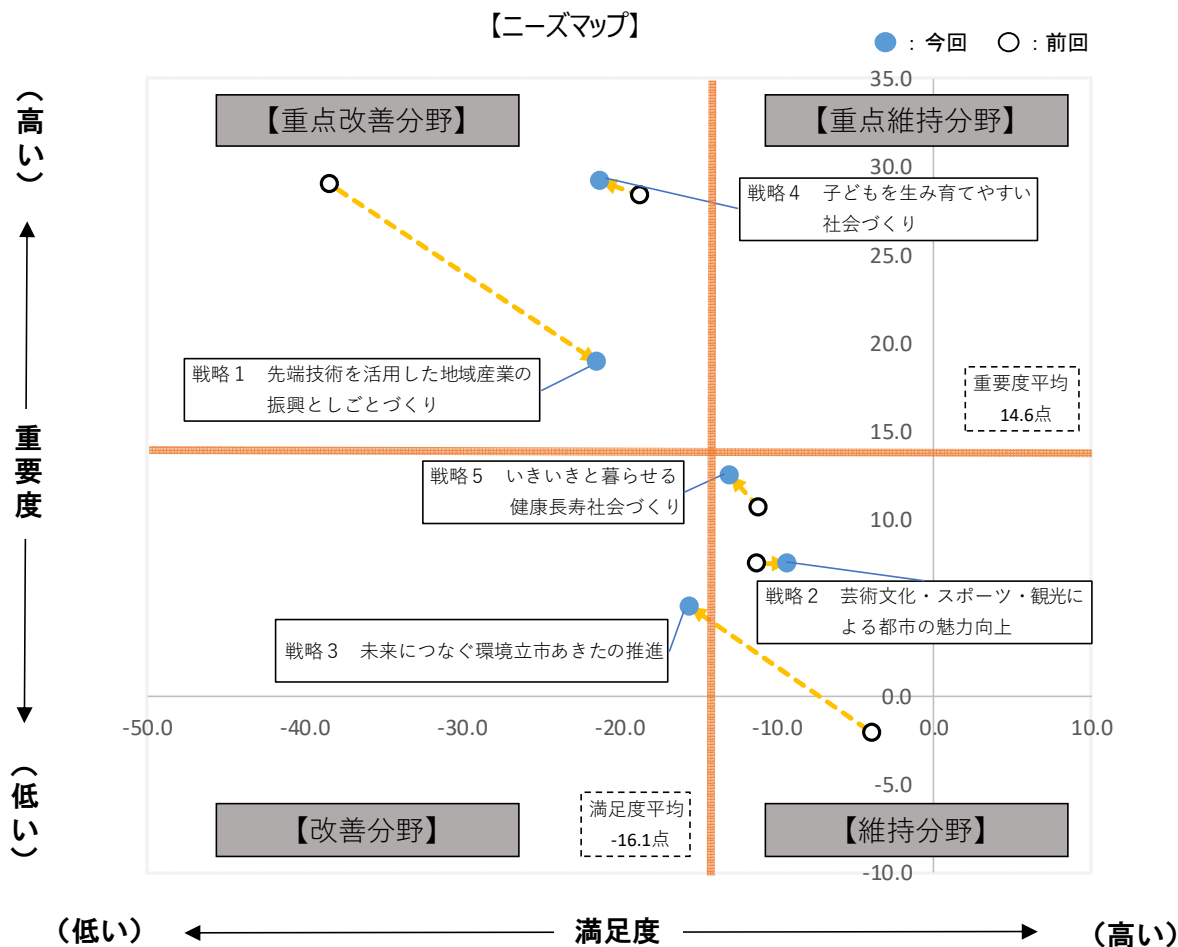 【ニーズマップ】
：今回
：前回
（高い）
重要度
（低い）
【重点改善分野】
【重点維持分野】
35.0
30.0
25.0
20.0
15.0
10.0
0.0
-5.0
-10.0
戦略４　子どもを生み育てやすい
社会づくり
戦略１　先端技術を活用した地域産業の
振興としごとづくり
重要度平均
14.6点
戦略５　いきいきと暮らせる
健康長寿社会づくり
戦略２　芸術文化・スポーツ・観光に
よる都市の魅力向上
戦略３　未来につなぐ環境立市あきたの推進
-50.0
-40.0
-30.0
-20.0
-10.0
0.0
10.0
満足度平均
-16.1点
【改善分野】
【維持分野】
（低い）
満足度
（高い）